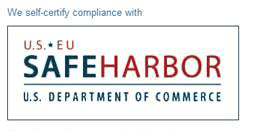 We self-certify compliance with:
U.S.★EU
SAFEHARBOR
U.S. DEPARTMENT OF COMMERCE